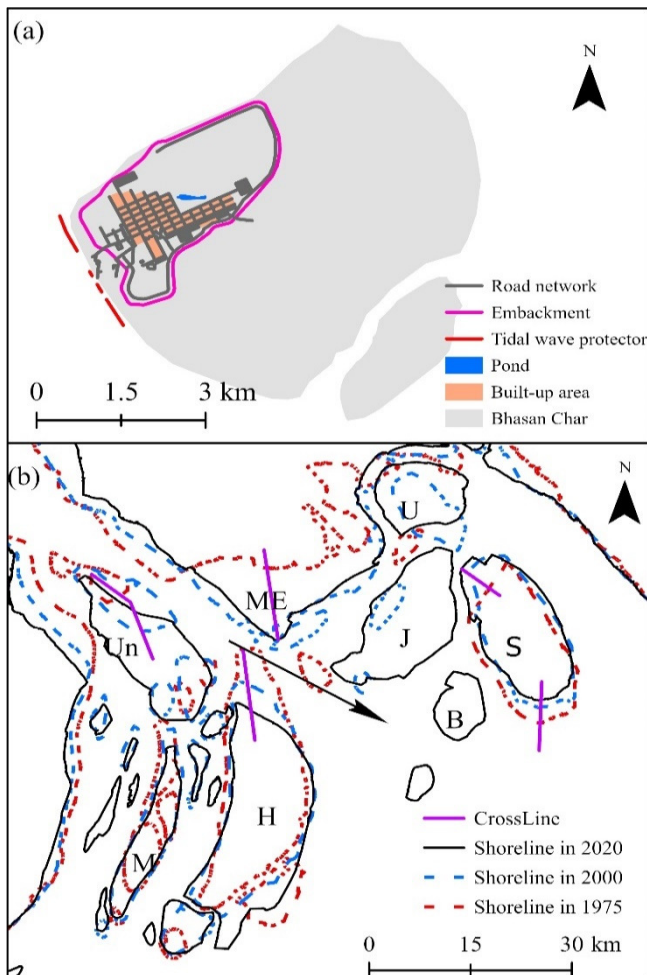 (a)
N
Road network
Embackment
Tidal wave protector
Pond
Built-up area
Bhasan Char
0 1.5 3 km
(b)
N
U
ME
Un
J
S
B
H
M
CrossLine
Shoreline in 2020
Shoreline in 2000
Shoreline in 1975
0 15 30 km